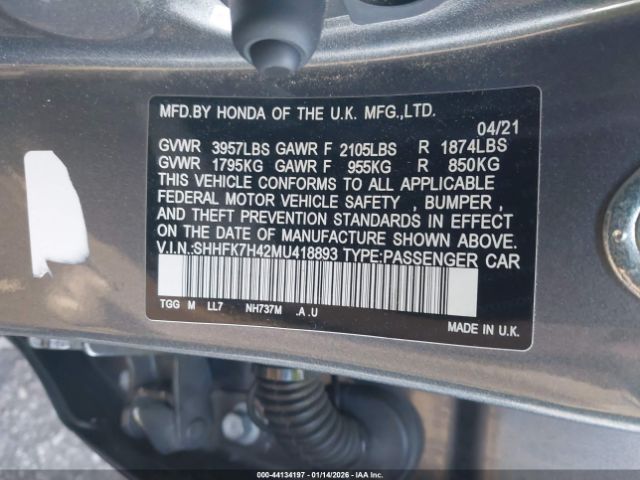 MFD.BY HONDA OF THE U.K. MFG.,LTD.
04/21
GVWR 3957LBS GAWR F 2105LBS R 1874LBS
GVWR 1795KG GAWR F 955KG R 850KG
THIS VEHICLE CONFORMS TO ALL APPLICABLE
FEDERAL MOTOR VEHICLE SAFETY , BUMPER ,
AND THEFT PREVENTION STANDARDS IN EFFECT
ON THE DATE OF MANUFACTURE SHOWN ABOVE.
V.I.N.:SHHFK7H42MU418893 TYPE:PASSENGER CAR
TGG M LL7 NH737M .A .U
MADE IN U.K.
000-44134197 - 01/14/2026 - IAA Inc.